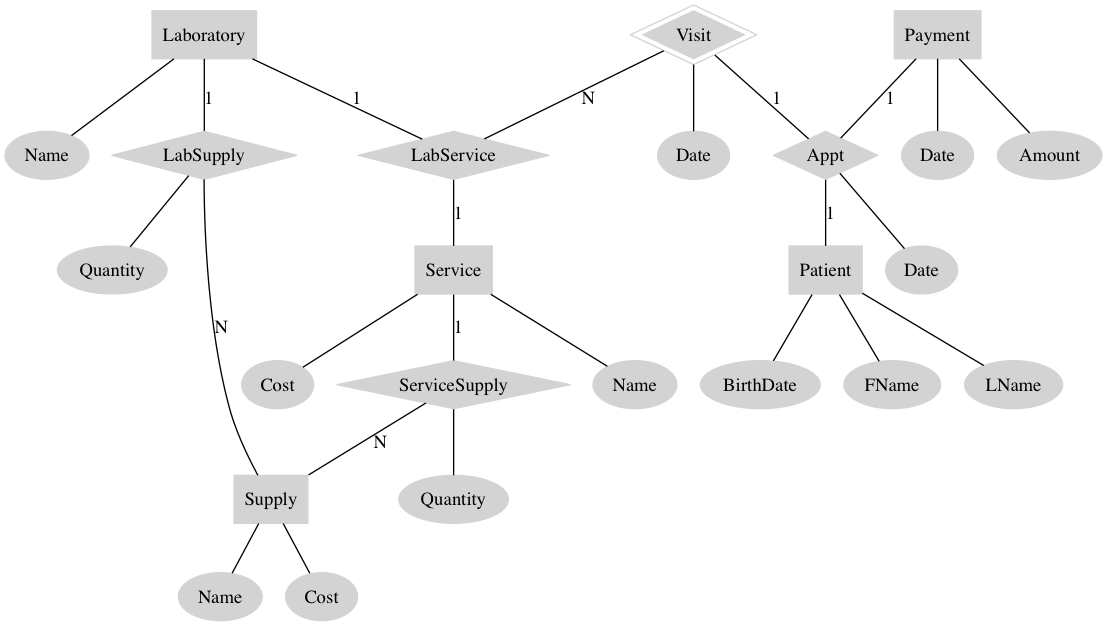 Laboratory
Visit
Payment
1
1
N
1
1
Name
LabSupply
LabService
Date
Appt
Date
Amount
1
1
Quantity
Service
Patient
Date
N
1
Cost
ServiceSupply
Name
BirthDate
FName
LName
N
Supply
Quantity
Name
Cost